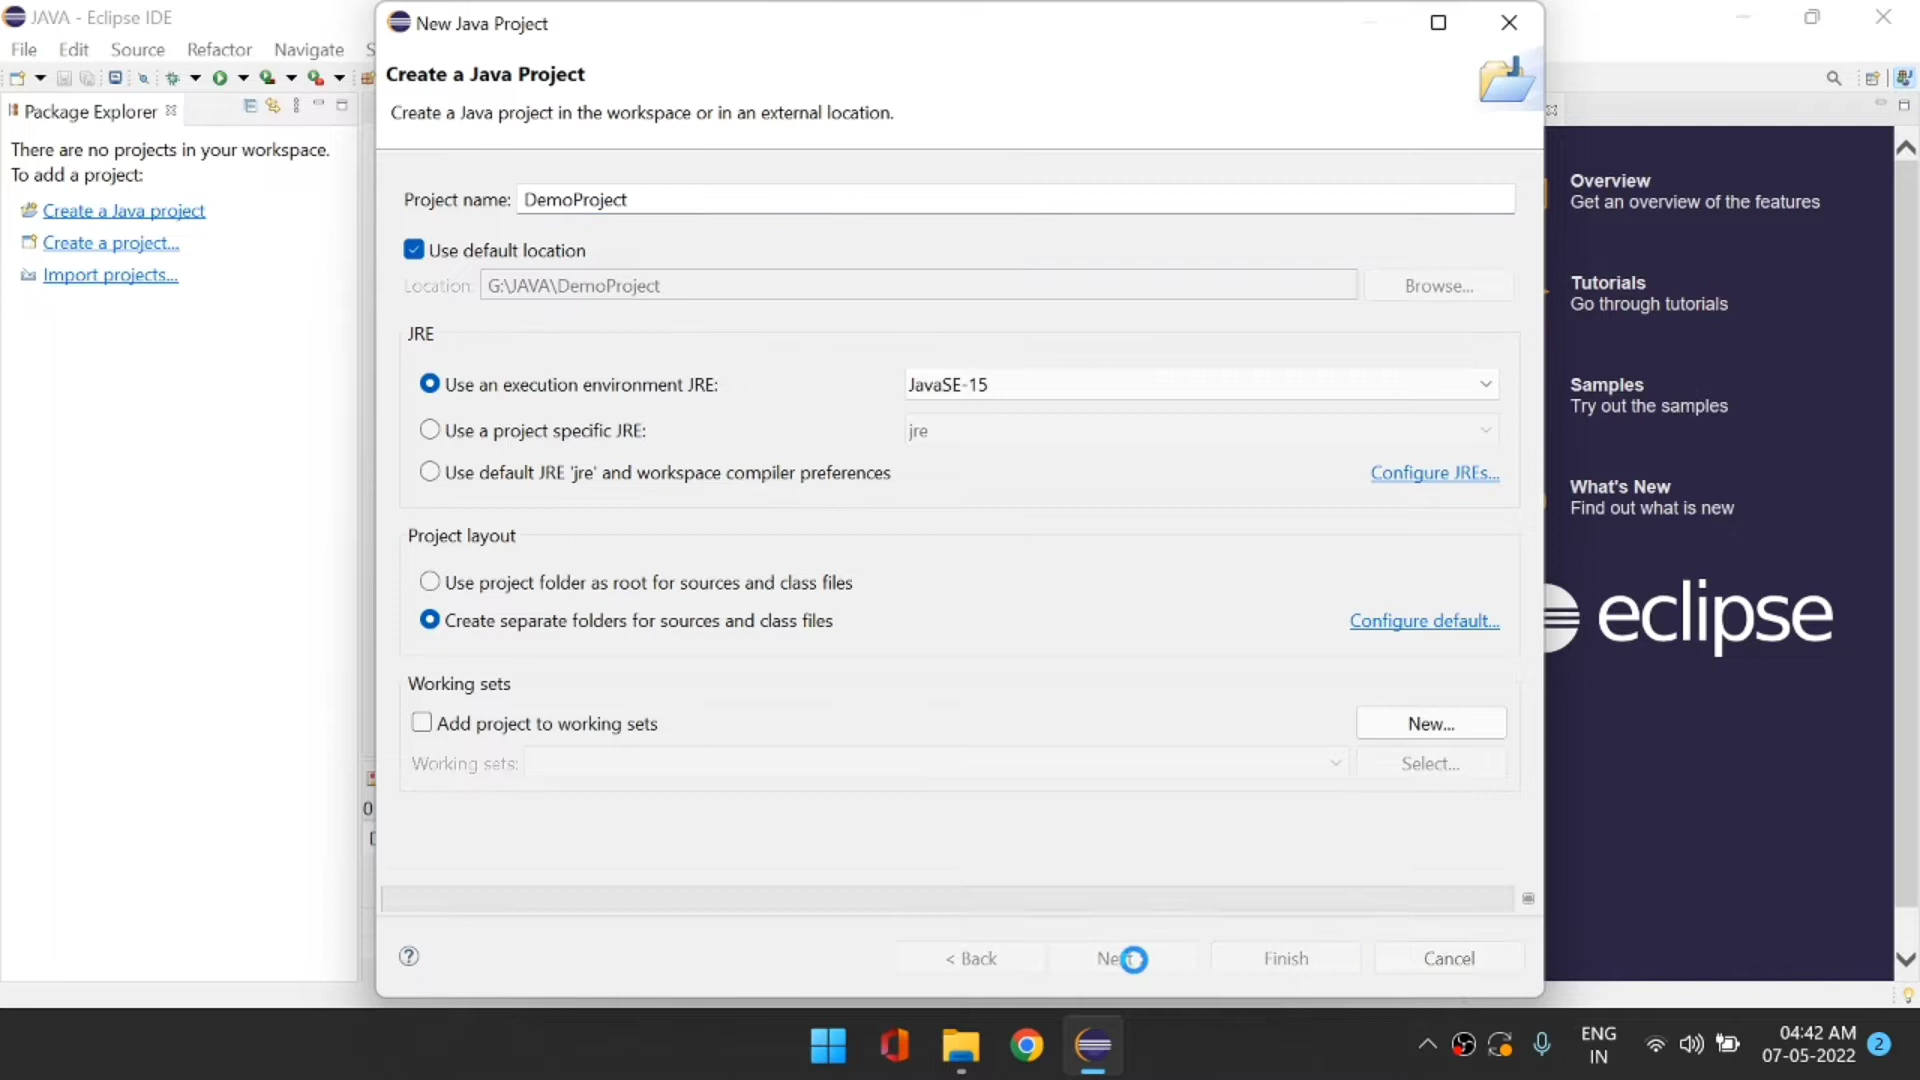 JAVA - Eclipse IDE
File Edit Source Refactor Navigate
Package Explorer
There are no projects in your workspace.
To add a project:
Create a Java project
Create a project...
Import projects...
New Java Project
Create a Java Project
Create a Java project in the workspace or in an external location.
Project name: DemoProject
Use default location
Location: G:\JAVA\DemoProject Browse...
JRE
Use an execution environment JRE: JavaSE-15
Use a project specific JRE: jre
Use default JRE 'jre' and workspace compiler preferences Configure JREs...
Project layout
Use project folder as root for sources and class files
Create separate folders for sources and class files Configure default...
Working sets
Add project to working sets New...
Working sets: Select...
< Back Finish Cancel
Overview
Get an overview of the features
Tutorials
Go through tutorials
Samples
Try out the samples
What's New
Find out what is new
eclipse
ENG
IN
04:42 AM
07-05-2022
2